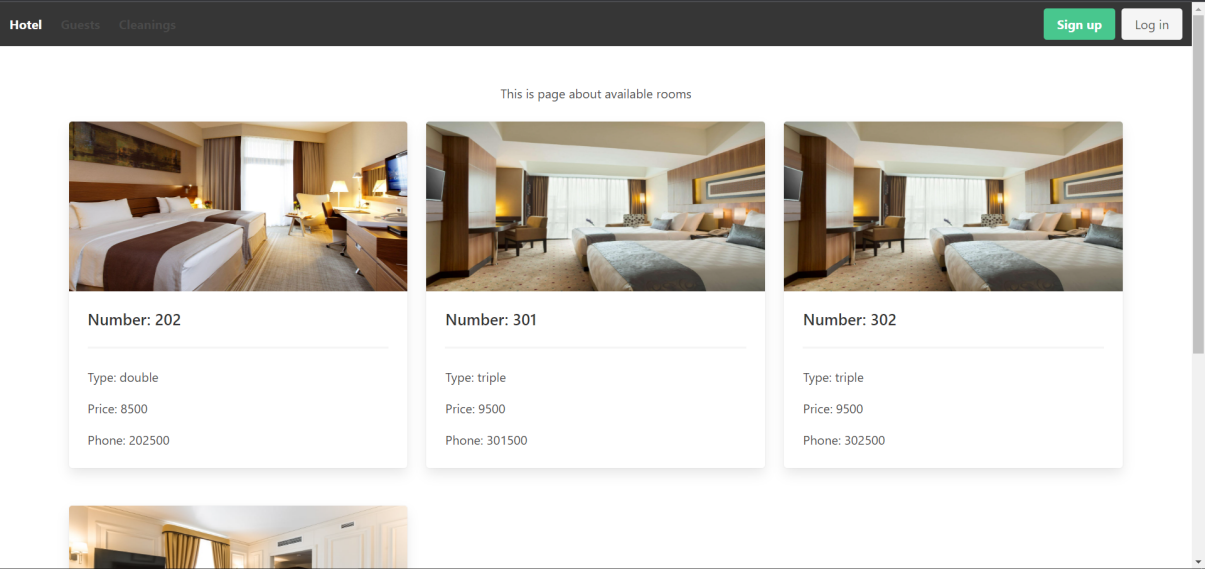 Hotel Guests Cleanings Sign up Log in
This is page about available rooms
Number: 202
Type: double
Price: 8500
Phone: 202500
Number: 301
Type: triple
Price: 9500
Phone: 301500
Number: 302
Type: triple
Price: 9500
Phone: 302500